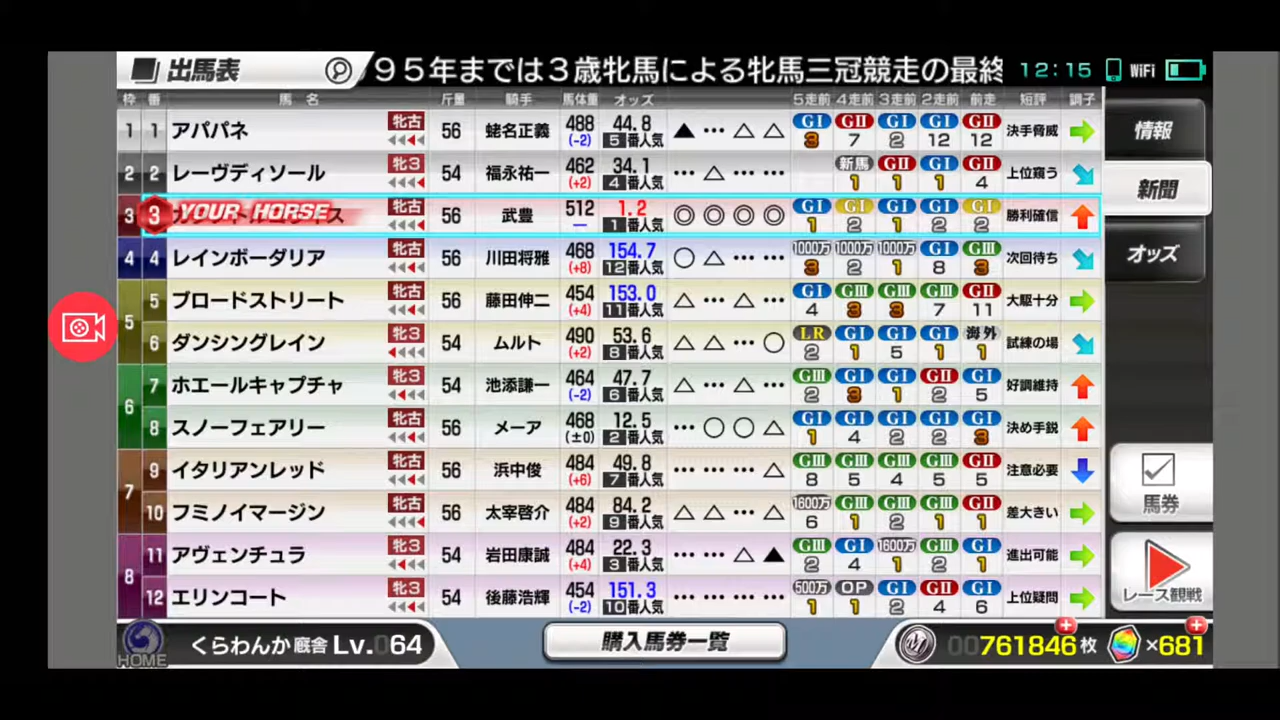 出馬表 95年までは3歳牝馬による牝馬三冠競走の最終 12:15 WiFi
枠 番 馬名 斤量 騎手 馬体重 オッズ 5走前 4走前 3走前 2走前 前走 短評 調子
1 1 アパパネ 牝古 56 蛯名正義 488 (-2) 44.8 5番人気 ▲ … △ △ GI 3 GII 7 GI 2 GI 12 GII 12 決手脅威
2 2 レーヴディソール 牝3 54 福永祐一 462 (+2) 34.1 4番人気 … △ … … 新馬 1 GII 1 GI 1 GII 4 上位窺う
3 3 YOUR HORSE ス 牝古 56 武豊 512 — 1.2 1番人気 ◎ ◎ ◎ ◎ GI 1 GI 2 GI 1 GI 2 GI 2 勝利確信
4 4 レインボーダリア 牝古 56 川田将雅 468 (+8) 154.7 12番人気 ○ △ … … 1000万 3 1000万 2 1000万 1 GI 8 GIII 3 次回待ち
5 5 ブロードストリート 牝古 56 藤田伸二 454 (+4) 153.0 11番人気 △ … △ … GI 4 GIII 3 GIII 3 GIII 7 GII 11 大駆十分
6 ダンシングレイン 牝3 54 ムルト 490 (+2) 53.6 8番人気 △ △ … ○ LR 2 GI 1 GI 5 GI 1 海外 1 試練の場
6 7 ホエールキャプチャ 牝3 54 池添謙一 464 (-2) 47.7 6番人気 △ … △ … GIII 2 GI 3 GI 1 GII 2 GI 5 好調維持
8 スノーフェアリー 牝古 56 メーア 468 (±0) 12.5 2番人気 … ○ ○ △ GI 1 GI 4 GI 2 GI 2 GI 3 決め手鋭
7 9 イタリアンレッド 牝古 56 浜中俊 484 (+6) 49.8 7番人気 … … … △ GIII 8 GIII 5 GIII 4 GIII 5 GII 5 注意必要
10 フミノイマージン 牝古 56 太宰啓介 484 (+2) 84.2 9番人気 △ △ … △ 1600万 6 GIII 1 GIII 2 GIII 1 GII 1 差大きい
8 11 アヴェンチュラ 牝3 54 岩田康誠 484 (+4) 22.3 3番人気 … … △ ▲ GIII 2 GI 4 1600万 1 GIII 2 GI 1 進出可能
12 エリンコート 牝3 54 後藤浩輝 454 (-2) 151.3 10番人気 … … … … 500万 1 OP 1 GI 2 GII 4 GI 6 上位疑問
情報
新聞
オッズ
馬券
レース観戦
HOME くらわんか厩舎 Lv.064 購入馬券一覧 M 00761846枚 ×681